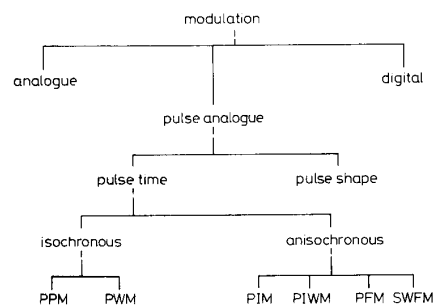 modulation
analogue
digital
pulse analogue
pulse time
pulse shape
isochronous
anisochronous
PPM PWM PIM PIWM PFM SWFM